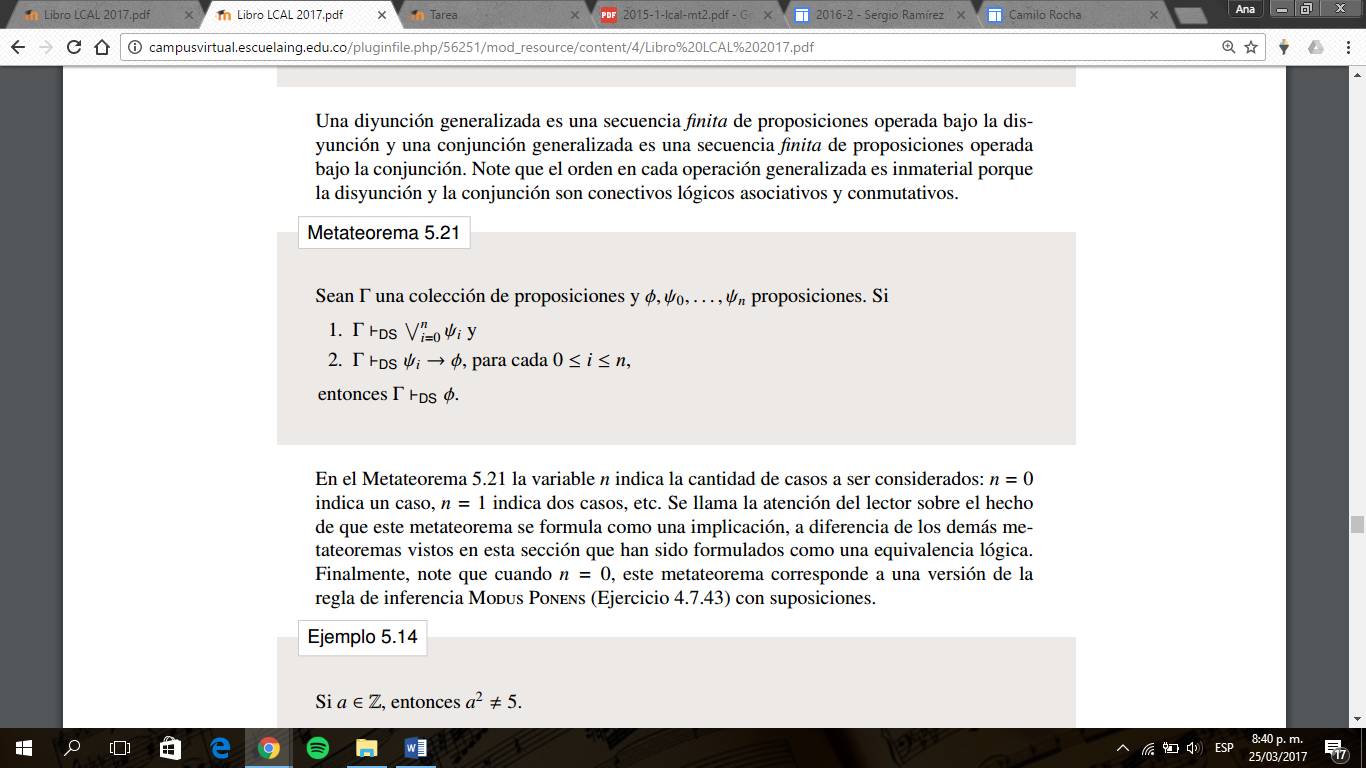 Libro LCAL 2017.pdf
Libro LCAL 2017.pdf
Tarea
PDF 2015-1-lcal-mt2.pdf - Go
2016-2 - Sergio Ramírez
Camilo Rocha
Ana
campusvirtual.escuelaing.edu.co/pluginfile.php/56251/mod_resource/content/4/Libro%20LCAL%202017.pdf
Una diyunción generalizada es una secuencia finita de proposiciones operada bajo la dis-
yunción y una conjunción generalizada es una secuencia finita de proposiciones operada
bajo la conjunción. Note que el orden en cada operación generalizada es inmaterial porque
la disyunción y la conjunción son conectivos lógicos asociativos y conmutativos.
Metateorema 5.21
Sean Γ una colección de proposiciones y ϕ, ψ₀, . . . , ψₙ proposiciones. Si
1. Γ ⊢DS ⋁ⁿᵢ₌₀ ψᵢ y
2. Γ ⊢DS ψᵢ → ϕ, para cada 0 ≤ i ≤ n,
entonces Γ ⊢DS ϕ.
En el Metateorema 5.21 la variable n indica la cantidad de casos a ser considerados: n = 0
indica un caso, n = 1 indica dos casos, etc. Se llama la atención del lector sobre el hecho
de que este metateorema se formula como una implicación, a diferencia de los demás me-
tateoremas vistos en esta sección que han sido formulados como una equivalencia lógica.
Finalmente, note que cuando n = 0, este metateorema corresponde a una versión de la
regla de inferencia Modus Ponens (Ejercicio 4.7.43) con suposiciones.
Ejemplo 5.14
Si a ∈ ℤ, entonces a² ≠ 5.
ESP
8:40 p. m.
25/03/2017
17